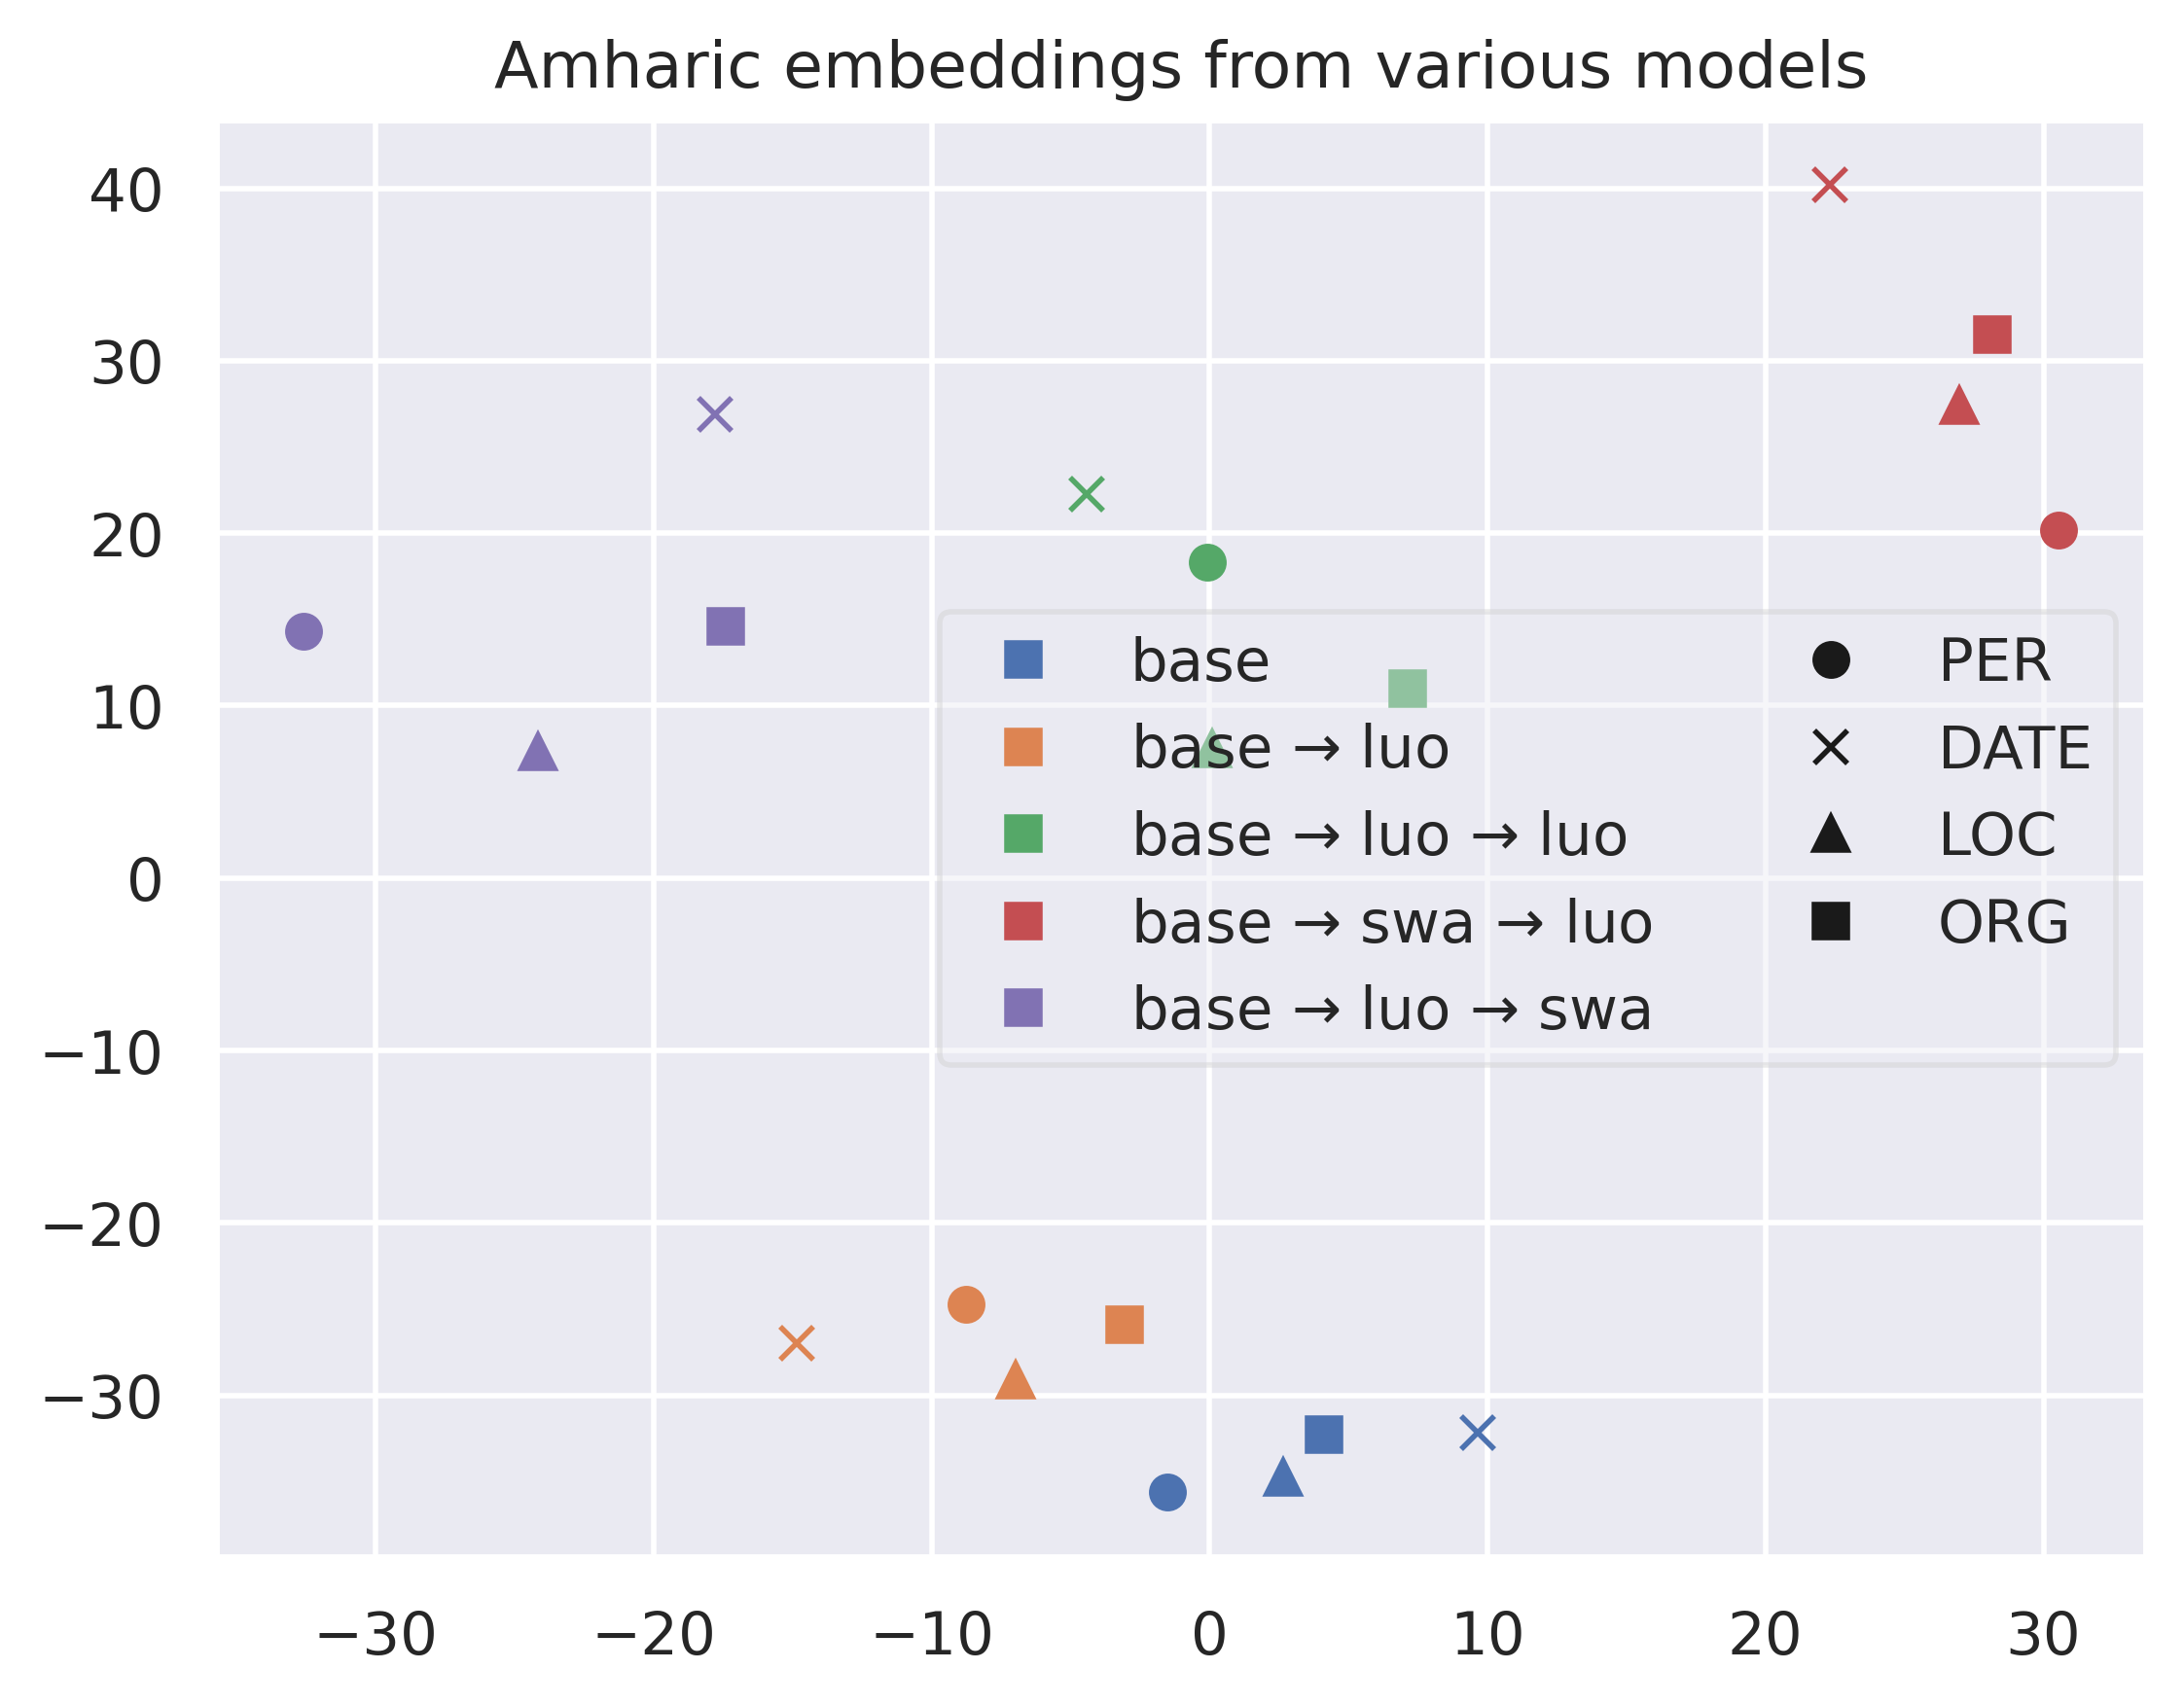 Amharic embeddings from various models
40
30
20
10
0
−10
−20
−30
base
base → luo
base → luo → luo
base → swa → luo
base → luo → swa
PER
DATE
LOC
ORG
−30 −20 −10 0 10 20 30